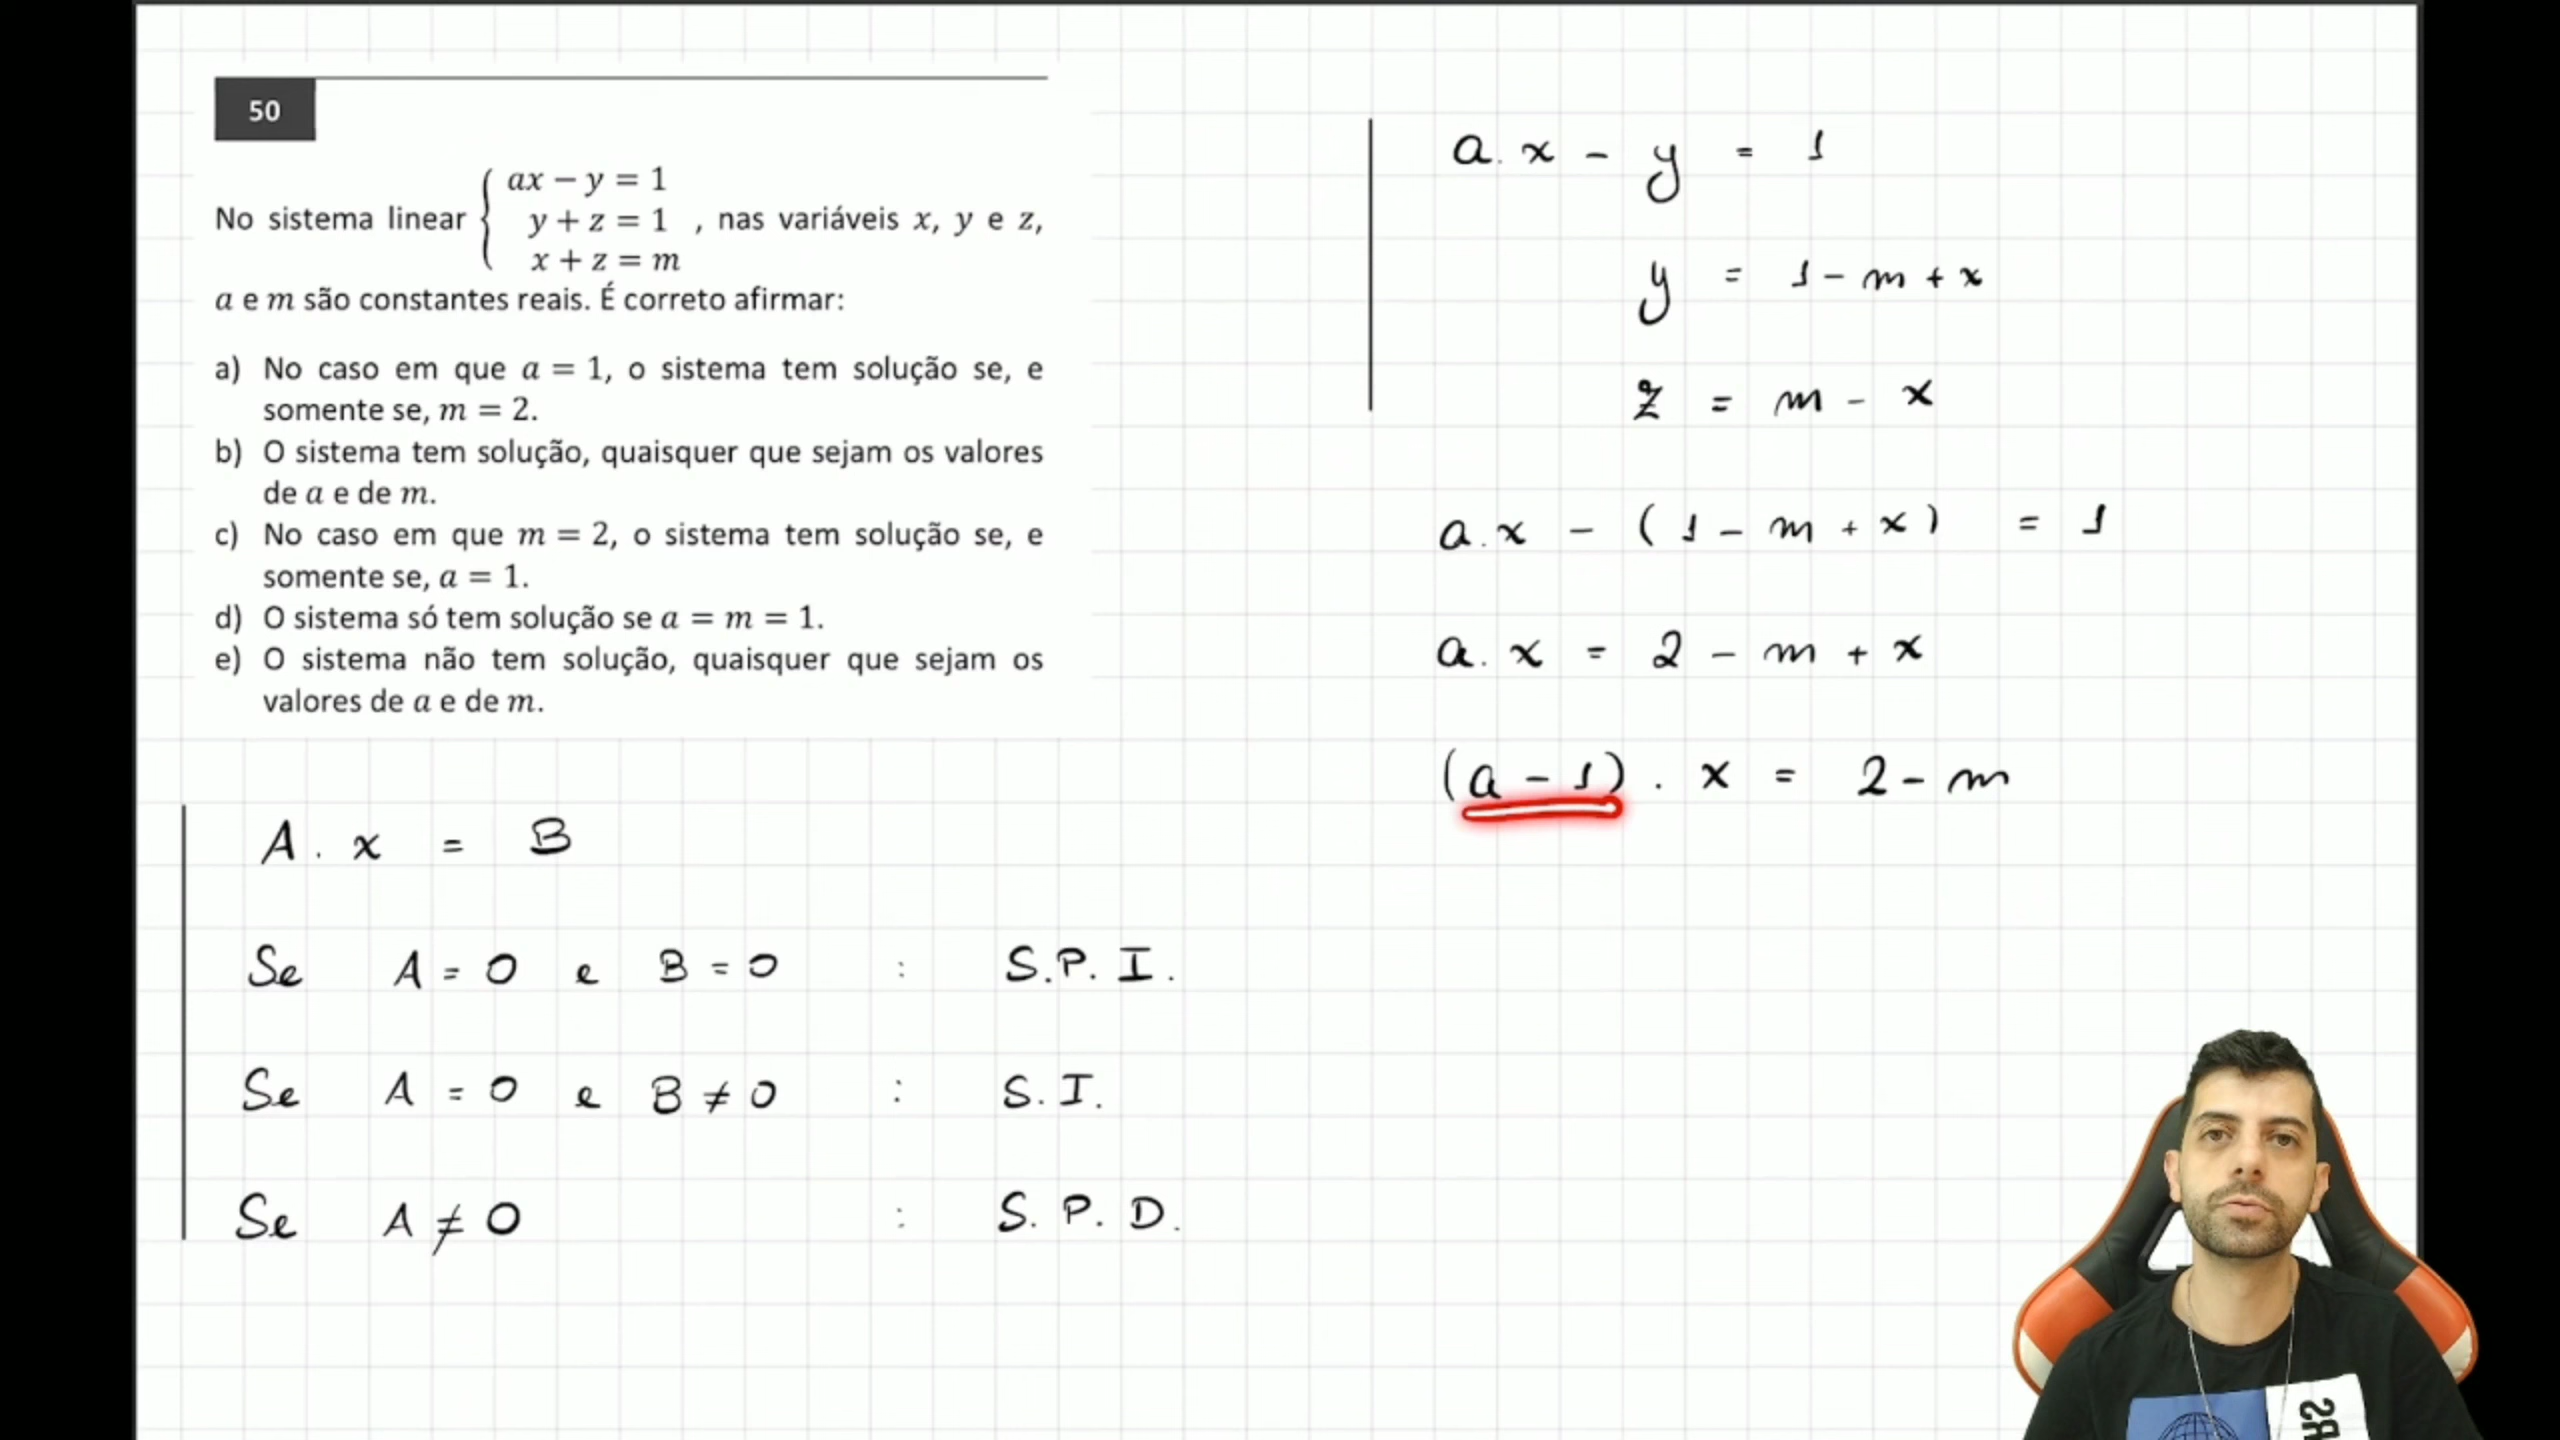 50
No sistema linear { ax − y = 1
y + z = 1 , nas variáveis x, y e z,
x + z = m
a e m são constantes reais. É correto afirmar:
a) No caso em que a = 1, o sistema tem solução se, e
somente se, m = 2.
b) O sistema tem solução, quaisquer que sejam os valores
de a e de m.
c) No caso em que m = 2, o sistema tem solução se, e
somente se, a = 1.
d) O sistema só tem solução se a = m = 1.
e) O sistema não tem solução, quaisquer que sejam os
valores de a e de m.
A. x = B
Se A = 0 e B = 0 : S.P.I.
Se A = 0 e B ≠ 0 : S.I.
Se A ≠ 0 : S.P.D.
a. x - y = 1
y = 1 - m + x
z = m - x
a. x - (1 - m + x) = 1
a. x = 2 - m + x
(a - 1) . x = 2 - m